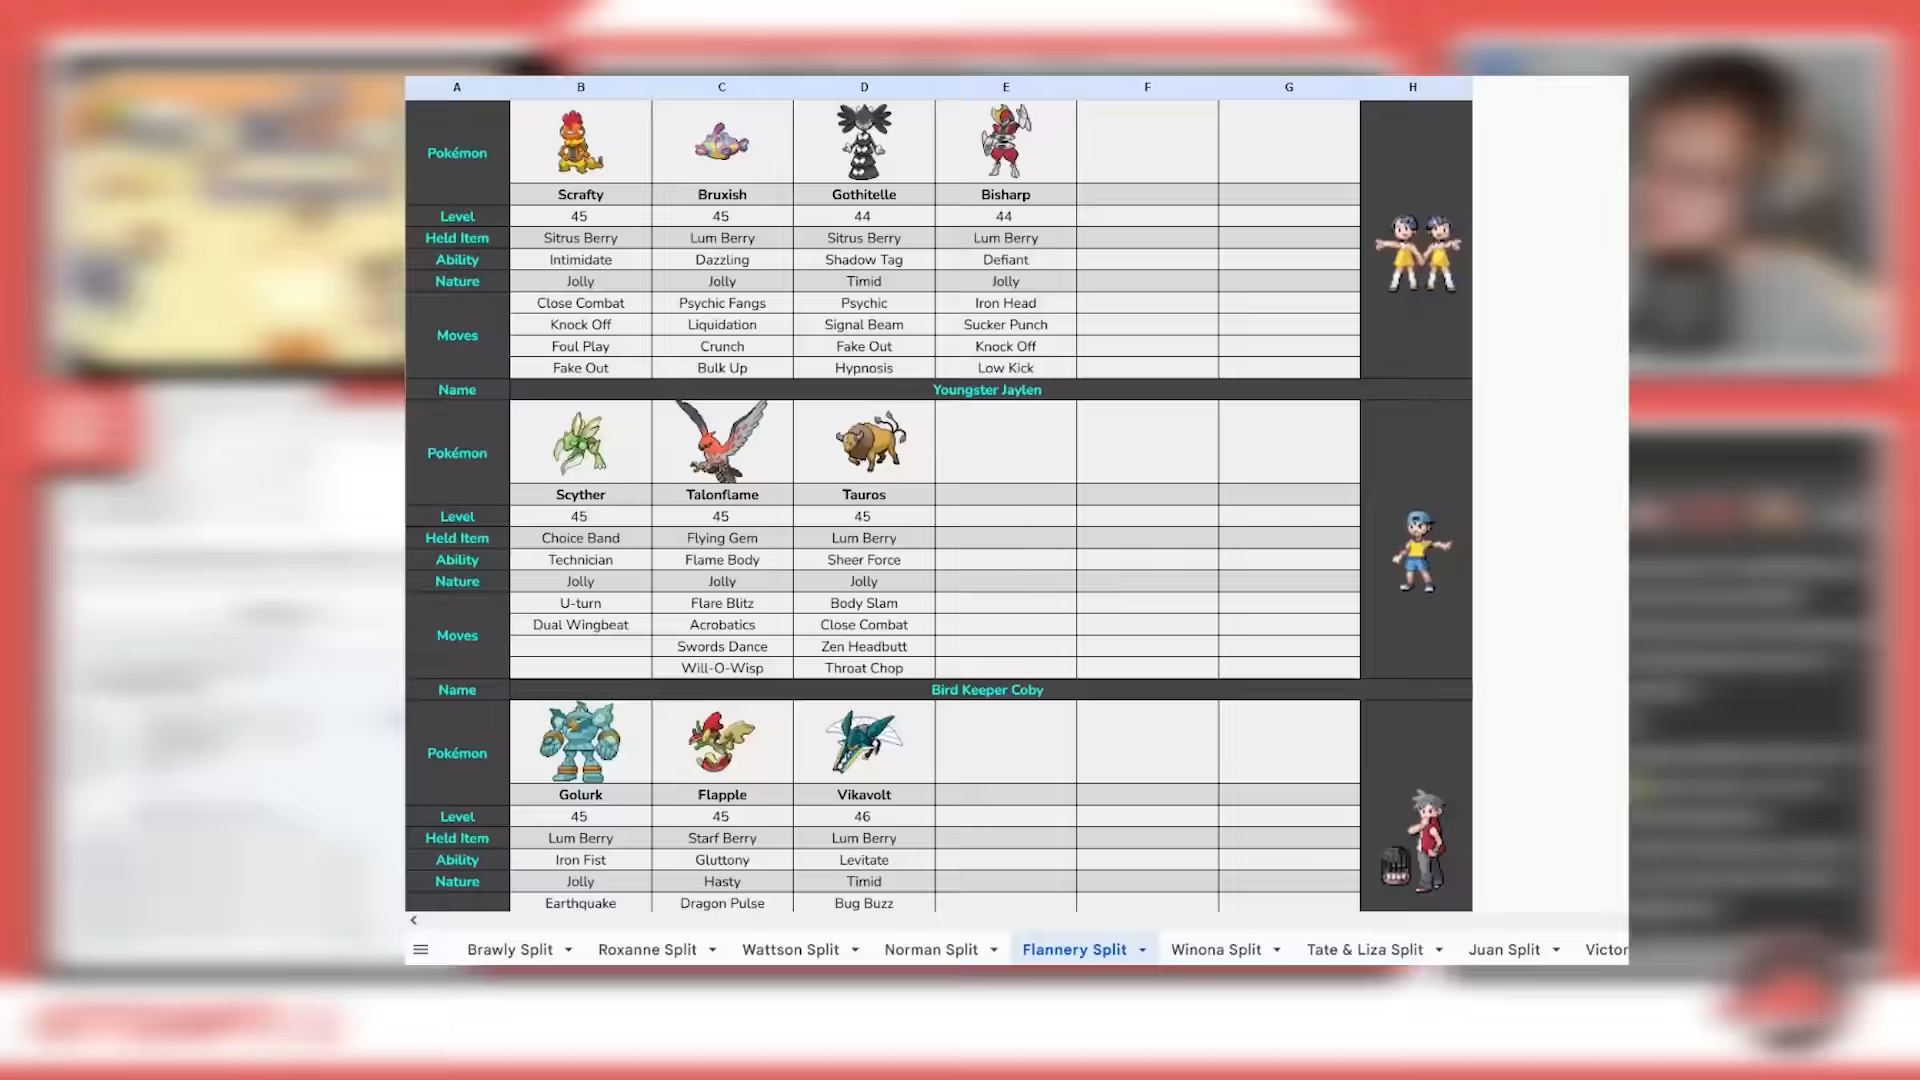 A B C D E F G H
Pokémon
Scrafty Bruxish Gothitelle Bisharp
Level 45 45 44 44
Held Item Sitrus Berry Lum Berry Sitrus Berry Lum Berry
Ability Intimidate Dazzling Shadow Tag Defiant
Nature Jolly Jolly Timid Jolly
Moves
Close Combat Psychic Fangs Psychic Iron Head
Knock Off Liquidation Signal Beam Sucker Punch
Foul Play Crunch Fake Out Knock Off
Fake Out Bulk Up Hypnosis Low Kick
Name Youngster Jaylen
Pokémon
Scyther Talonflame Tauros
Level 45 45 45
Held Item Choice Band Flying Gem Lum Berry
Ability Technician Flame Body Sheer Force
Nature Jolly Jolly Jolly
Moves
U-turn Flare Blitz Body Slam
Dual Wingbeat Acrobatics Close Combat
Swords Dance Zen Headbutt
Will-O-Wisp Throat Chop
Name Bird Keeper Coby
Pokémon
Golurk Flapple Vikavolt
Level 45 45 46
Held Item Lum Berry Starf Berry Lum Berry
Ability Iron Fist Gluttony Levitate
Nature Jolly Hasty Timid
Earthquake Dragon Pulse Bug Buzz
Brawly Split Roxanne Split Wattson Split Norman Split Flannery Split Winona Split Tate & Liza Split Juan Split Victor